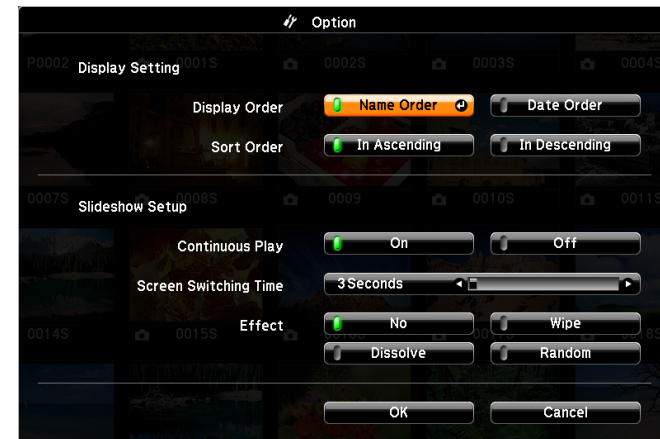 Option
P0002 0001S 0002S 0003S 0004S
Display Setting
Display Order Name Order Date Order
Sort Order In Ascending In Descending
0007S 0008S 0009 0010S 0011S
Slideshow Setup
Continuous Play On Off
Screen Switching Time 3Seconds
Effect No Wipe
0014S 0015S
Dissolve Random
OK Cancel